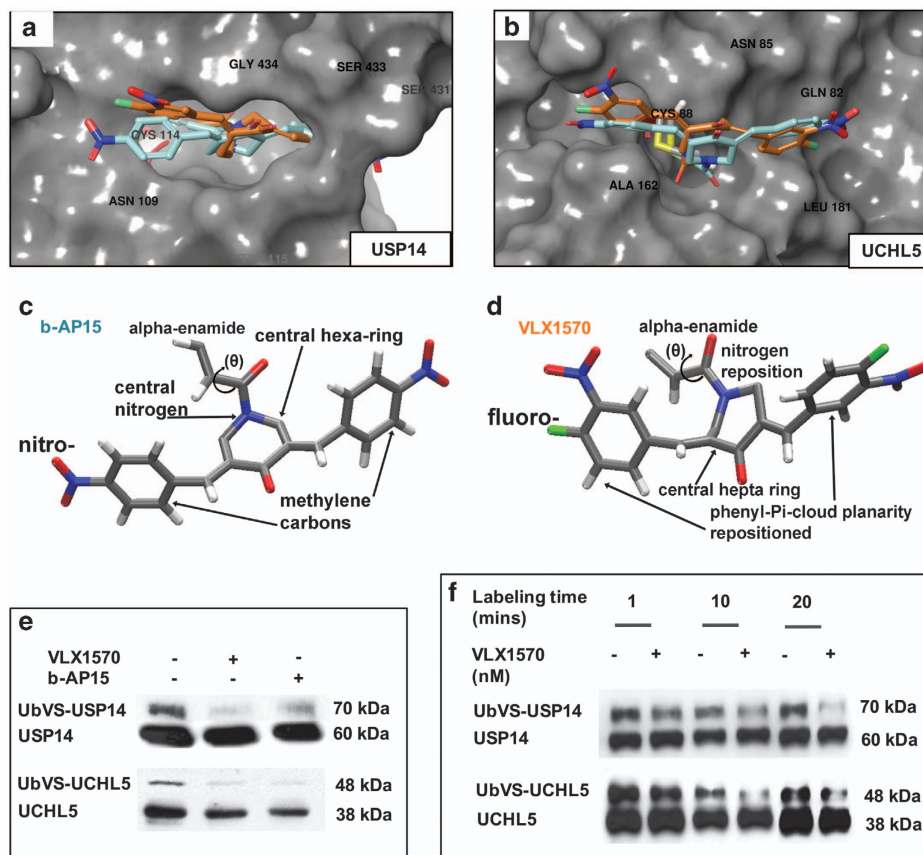 a
GLY 434
SER 433
SER 431
CYS 114
ASN 109
115
USP14
b
ASN 85
GLN 82
CYS 88
ALA 162
LEU 181
UCHL5
c
b-AP15
alpha-enamide
(θ)
central hexa-ring
central
nitrogen
nitro-
methylene
carbons
d
VLX1570
alpha-enamide
(θ)
nitrogen
reposition
fluoro-
central hepta ring
phenyl-Pi-cloud planarity
repositioned
e
VLX1570 - + -
b-AP15 - - +
UbVS-USP14 70 kDa
USP14 60 kDa
UbVS-UCHL5 48 kDa
UCHL5 38 kDa
f
Labeling time 1 10 20
(mins)
VLX1570 - + - + - +
(nM)
UbVS-USP14 70 kDa
USP14 60 kDa
UbVS-UCHL5 48 kDa
UCHL5 38 kDa